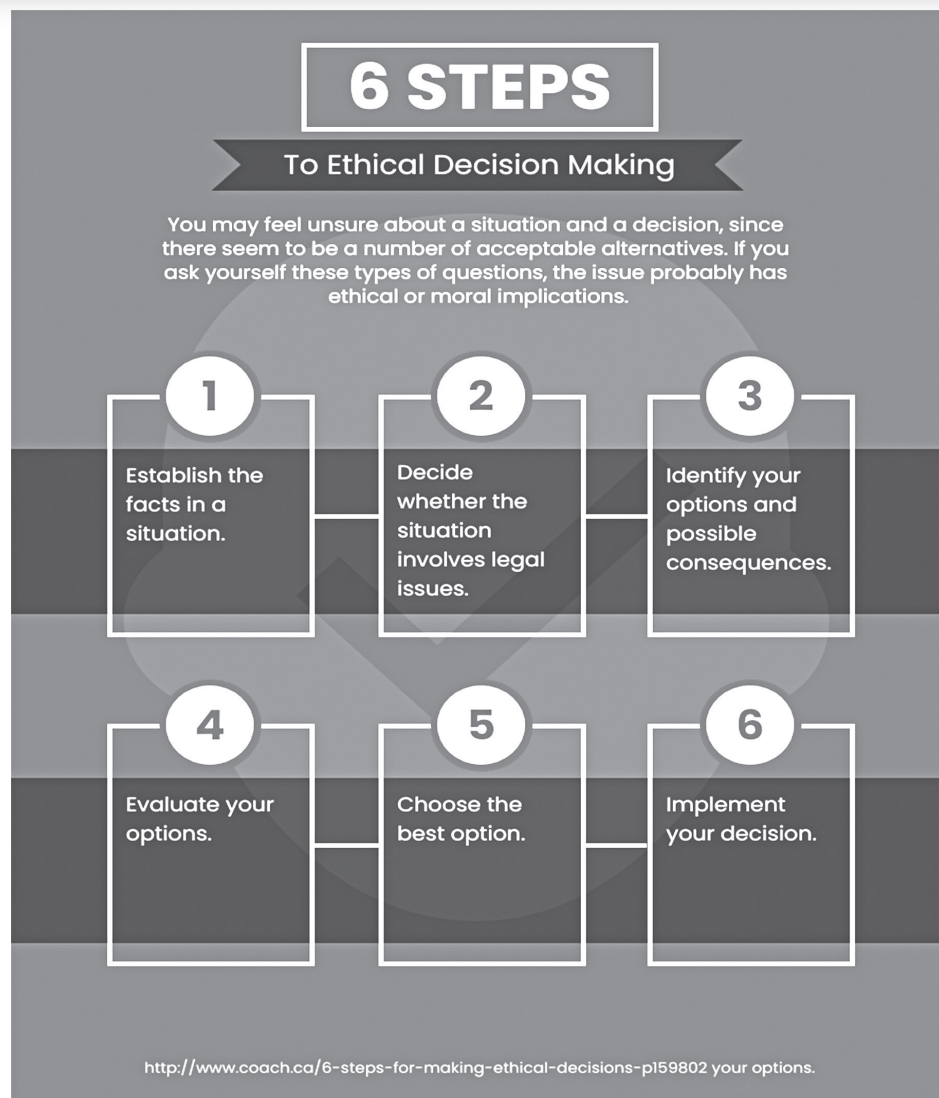 6 STEPS
To Ethical Decision Making
You may feel unsure about a situation and a decision, since
there seem to be a number of acceptable alternatives. If you
ask yourself these types of questions, the issue probably has
ethical or moral implications.
1
Establish the
facts in a
situation.
2
Decide
whether the
situation
involves legal
issues.
3
Identify your
options and
possible
consequences.
4
Evaluate your
options.
5
Choose the
best option.
6
Implement
your decision.
http://www.coach.ca/6-steps-for-making-ethical-decisions-p159802 your options.